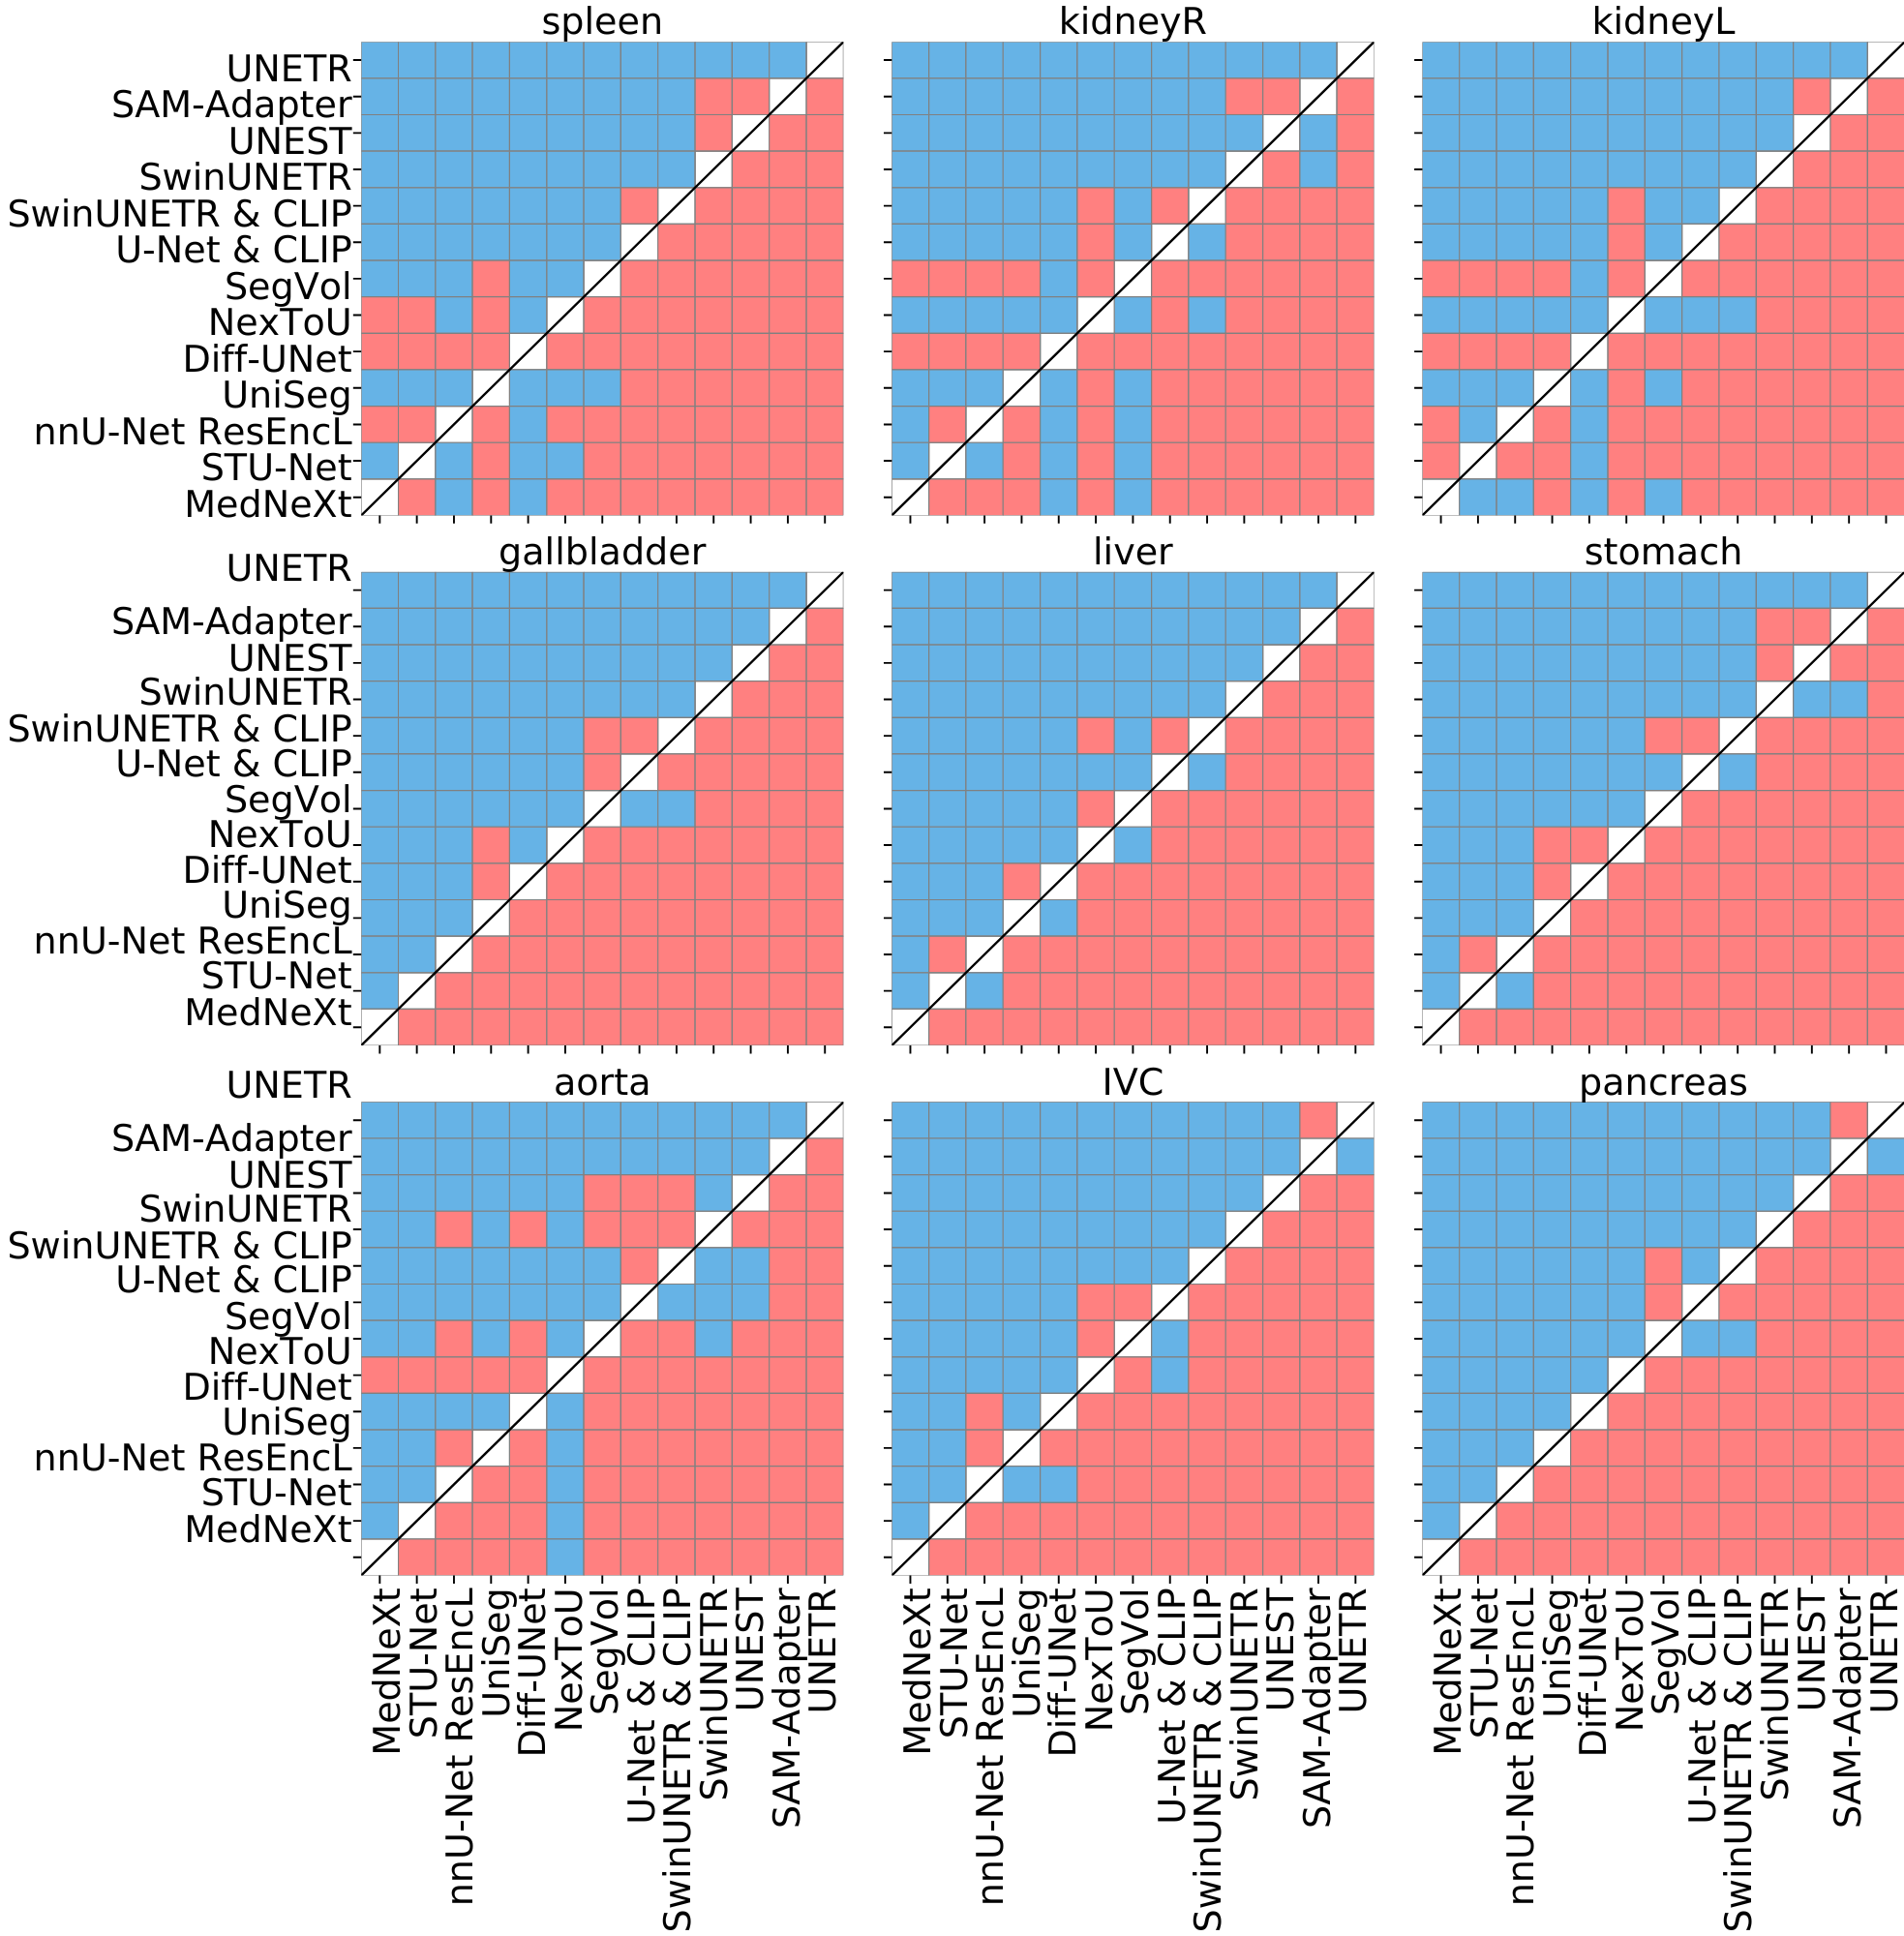 spleen
kidneyR
kidneyL
UNETR
SAM-Adapter
UNEST
SwinUNETR
SwinUNETR & CLIP
U-Net & CLIP
SegVol
NexToU
Diff-UNet
UniSeg
nnU-Net ResEncL
STU-Net
MedNeXt
gallbladder
liver
stomach
UNETR
SAM-Adapter
UNEST
SwinUNETR
SwinUNETR & CLIP
U-Net & CLIP
SegVol
NexToU
Diff-UNet
UniSeg
nnU-Net ResEncL
STU-Net
MedNeXt
aorta
IVC
pancreas
UNETR
SAM-Adapter
UNEST
SwinUNETR
SwinUNETR & CLIP
U-Net & CLIP
SegVol
NexToU
Diff-UNet
UniSeg
nnU-Net ResEncL
STU-Net
MedNeXt
MedNeXt
STU-Net
nnU-Net ResEncL
UniSeg
Diff-UNet
NexToU
SegVol
U-Net & CLIP
SwinUNETR & CLIP
SwinUNETR
UNEST
SAM-Adapter
UNETR
MedNeXt
STU-Net
nnU-Net ResEncL
UniSeg
Diff-UNet
NexToU
SegVol
U-Net & CLIP
SwinUNETR & CLIP
SwinUNETR
UNEST
SAM-Adapter
UNETR
MedNeXt
STU-Net
nnU-Net ResEncL
UniSeg
Diff-UNet
NexToU
SegVol
U-Net & CLIP
SwinUNETR & CLIP
SwinUNETR
UNEST
SAM-Adapter
UNETR